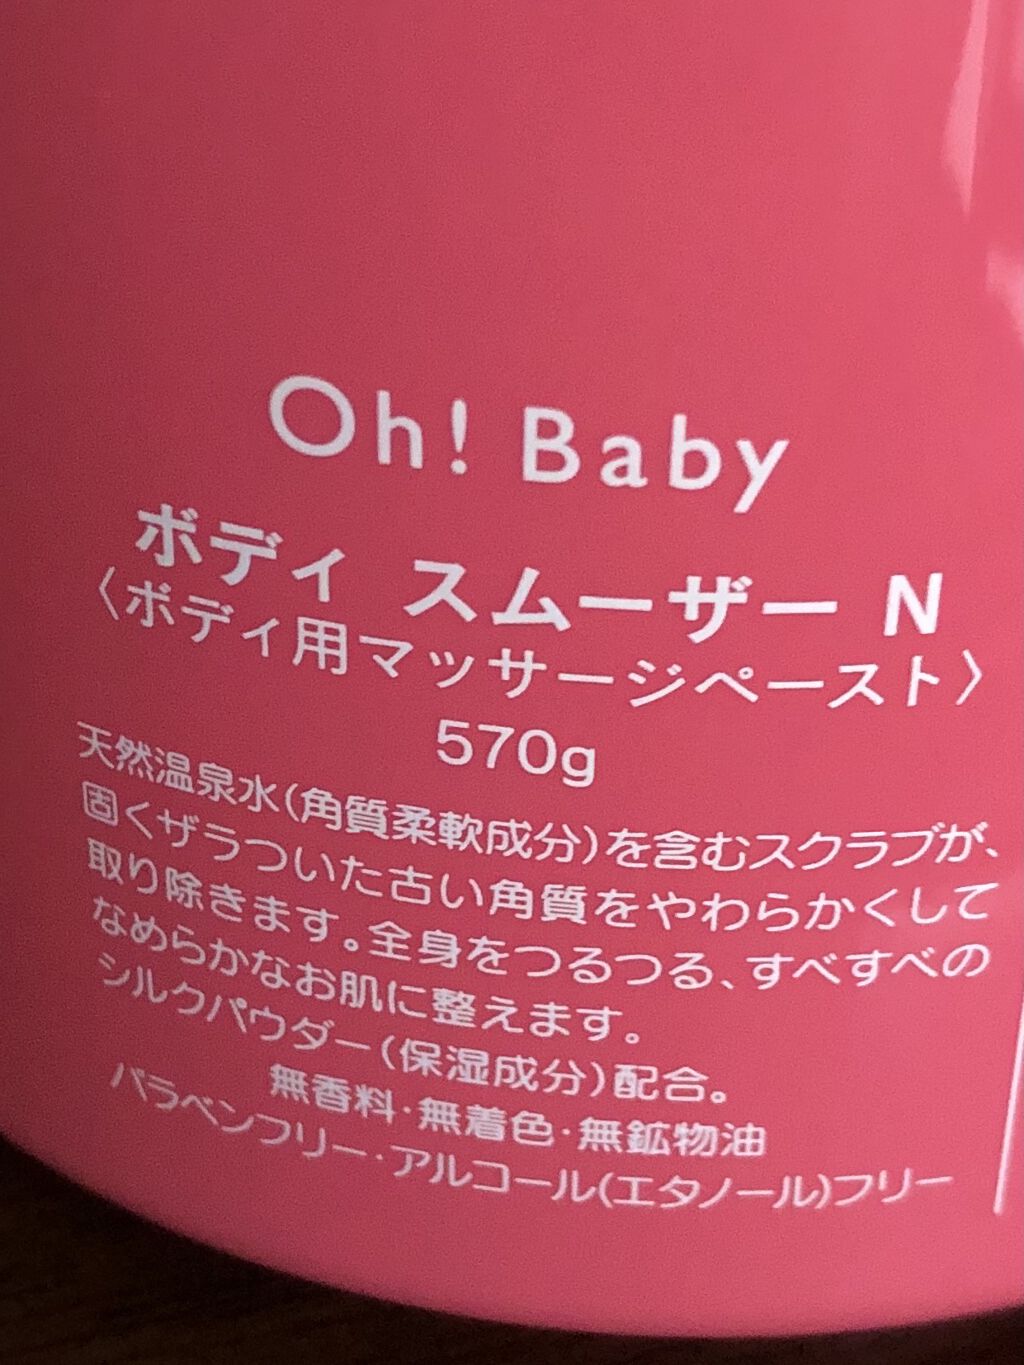 Oh! Baby
ボディ スムーザー N
〈ボディ用マッサージペースト〉
570g
天然温泉水(角質柔軟成分)を含むスクラブが、
固くザラついた古い角質をやわらかくして
取り除きます。全身をつるつる、すべすべの
なめらかなお肌に整えます。
シルクパウダー(保湿成分)配合。
無香料·無着色·無鉱物油
パラベンフリー·アルコール(エタノール)フリー